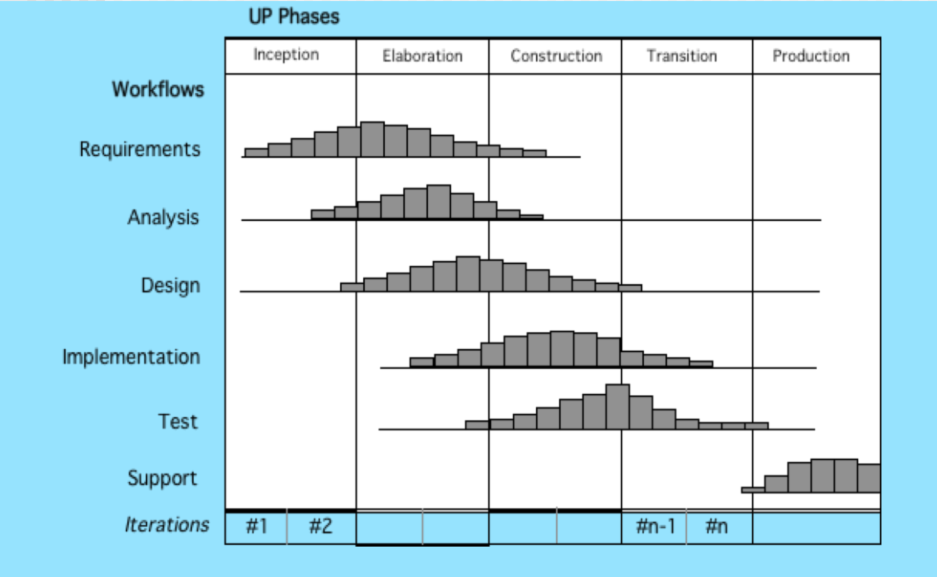 UP Phases
Inception Elaboration Construction Transition Production
Workflows
Requirements
Analysis
Design
Implementation
Test
Support
Iterations #1 #2 #n-1 #n